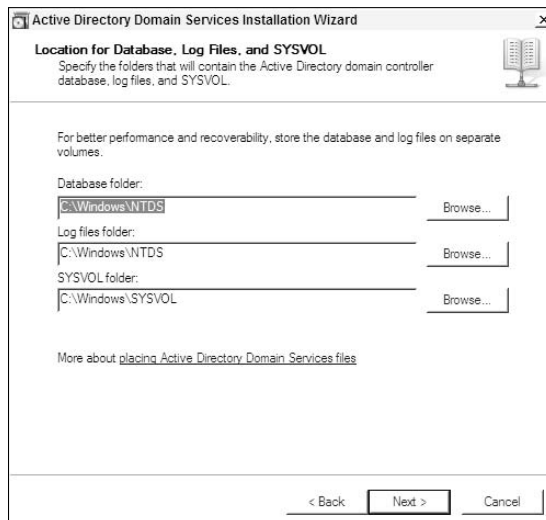 Active Directory Domain Services Installation Wizard
Location for Database, Log Files, and SYSVOL
Specify the folders that will contain the Active Directory domain controller
database, log files, and SYSVOL.
For better performance and recoverability, store the database and log files on separate
volumes.
Database folder:
C:\Windows\NTDS
Browse...
Log files folder:
C:\Windows\NTDS
Browse...
SYSVOL folder:
C:\Windows\SYSVOL
Browse...
More about placing Active Directory Domain Services files
< Back Next > Cancel